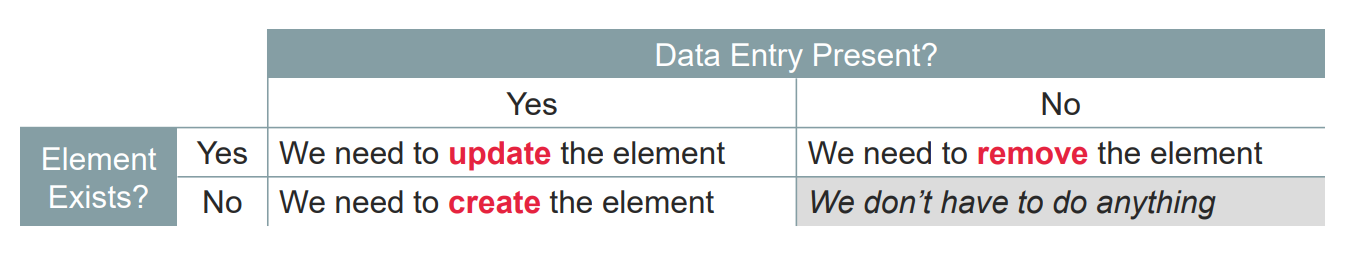 Data Entry Present?
Yes
No
Element
Exists?
Yes
We need to update the element
We need to remove the element
No
We need to create the element
We don’t have to do anything